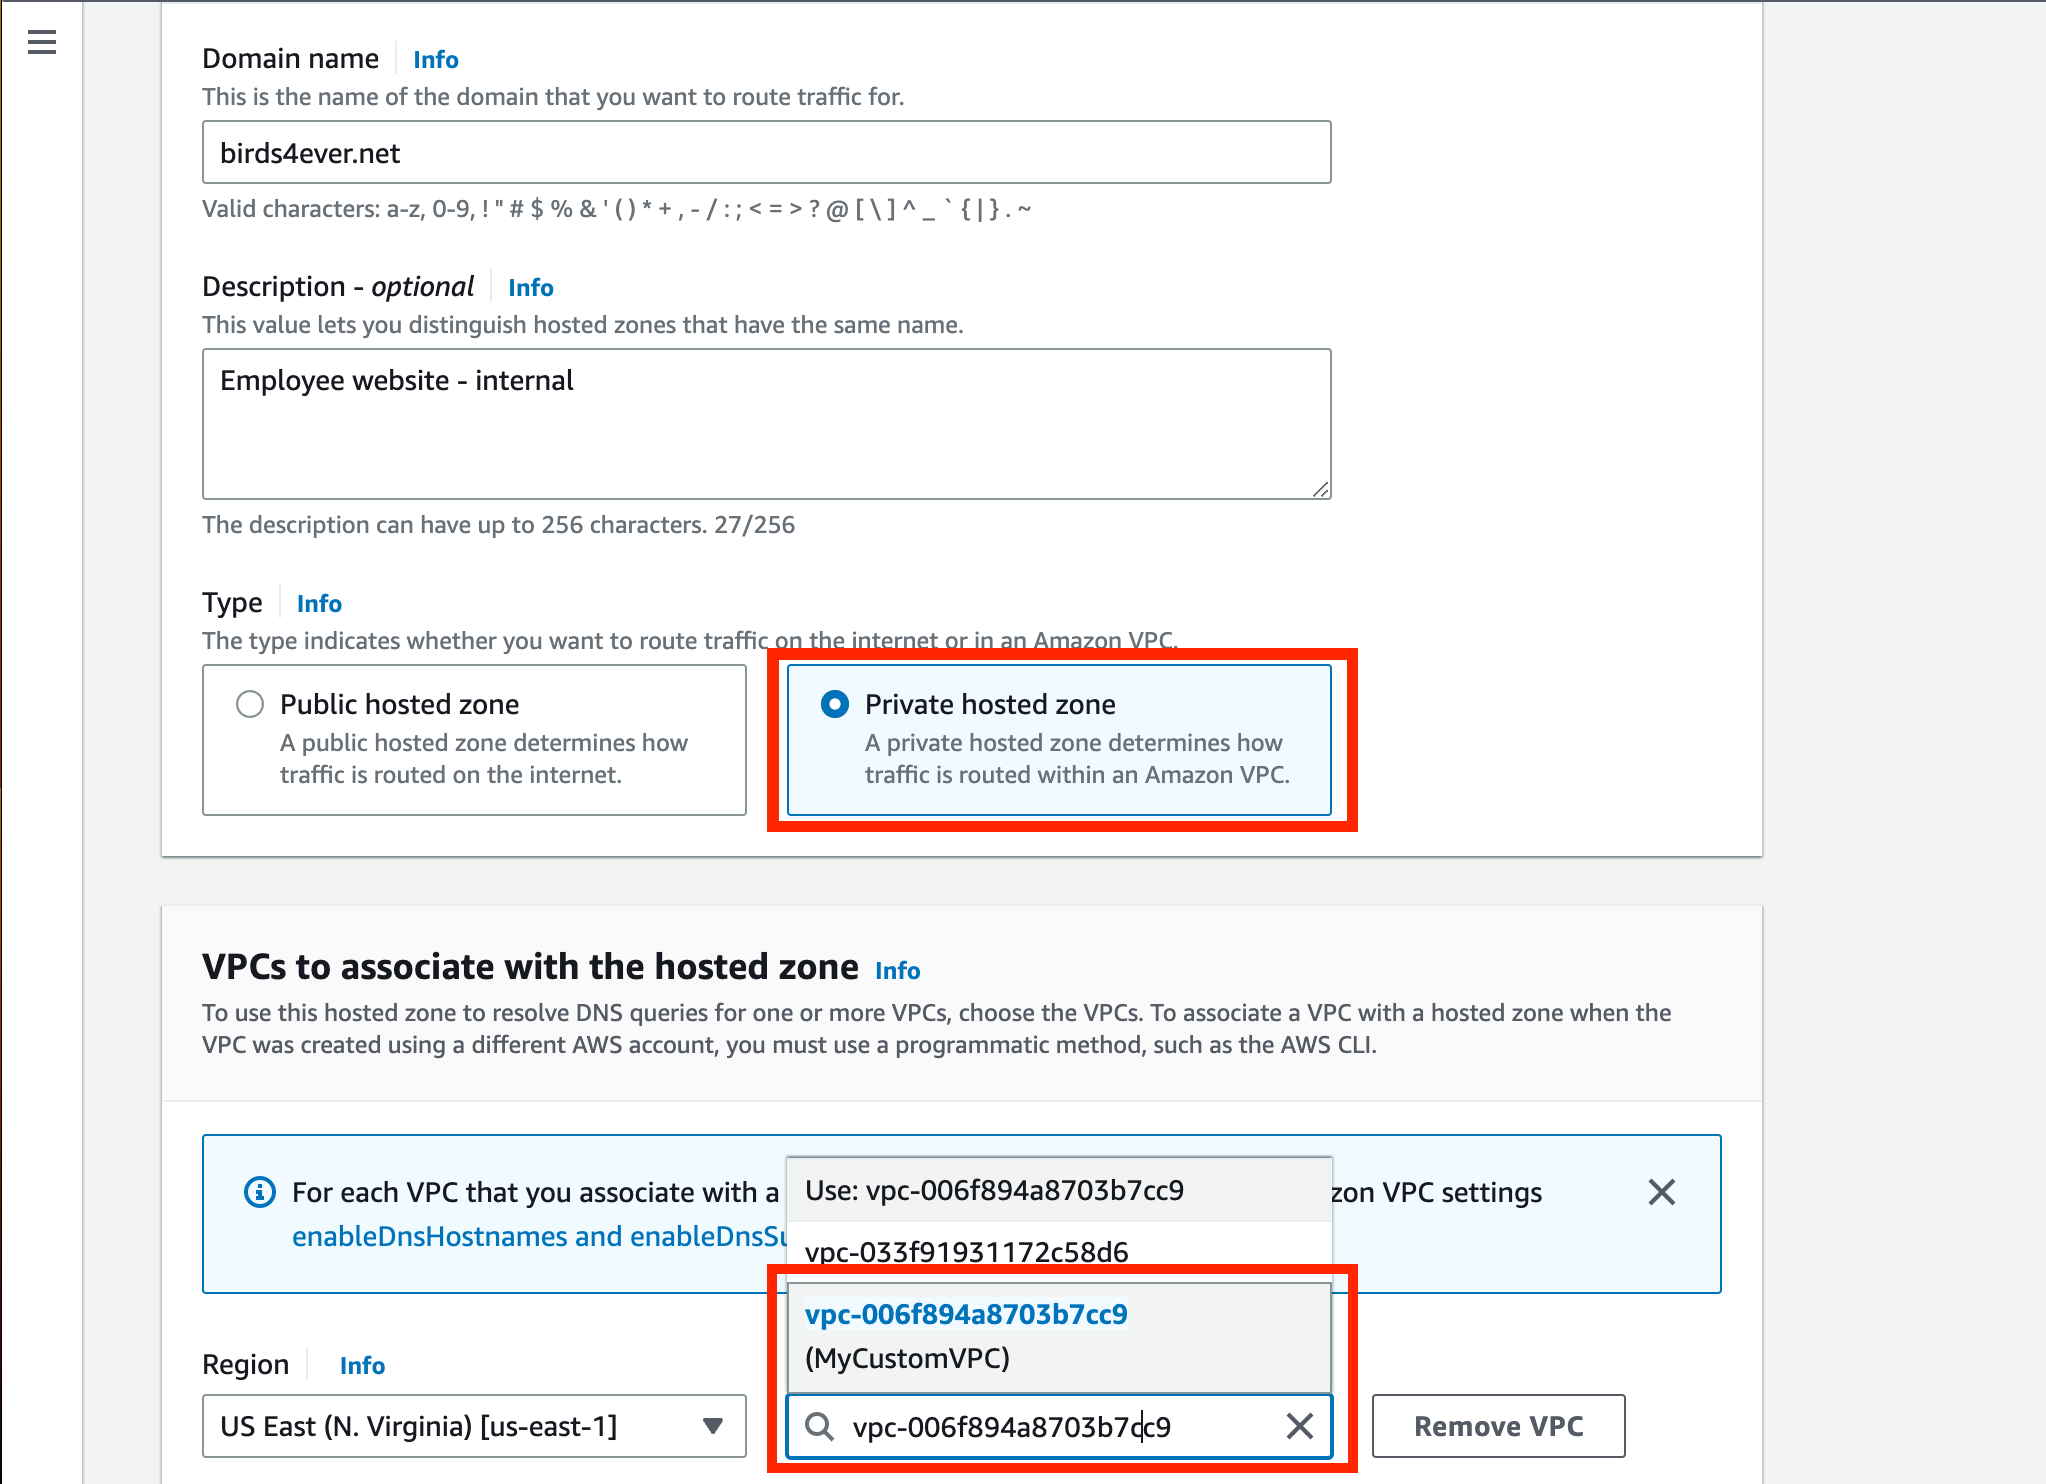 Domain name Info
This is the name of the domain that you want to route traffic for.
birds4ever.net
Valid characters: a-z, 0-9, ! " # $ % & ' ( ) * + , - / : ; < = > ? @ [ \ ] ^ _ ` { | } . ~
Description - optional Info
This value lets you distinguish hosted zones that have the same name.
Employee website - internal
The description can have up to 256 characters. 27/256
Type Info
The type indicates whether you want to route traffic on the internet or in an Amazon VPC.
Public hosted zone
A public hosted zone determines how
traffic is routed on the internet.
Private hosted zone
A private hosted zone determines how
traffic is routed within an Amazon VPC.
VPCs to associate with the hosted zone Info
To use this hosted zone to resolve DNS queries for one or more VPCs, choose the VPCs. To associate a VPC with a hosted zone when the
VPC was created using a different AWS account, you must use a programmatic method, such as the AWS CLI.
For each VPC that you associate with a zon VPC settings
enableDnsHostnames and enableDnsSu
Use: vpc-006f894a8703b7cc9
vpc-033f91931172c58d6
vpc-006f894a8703b7cc9
(MyCustomVPC)
Region Info
US East (N. Virginia) [us-east-1]
vpc-006f894a8703b7cc9
Remove VPC